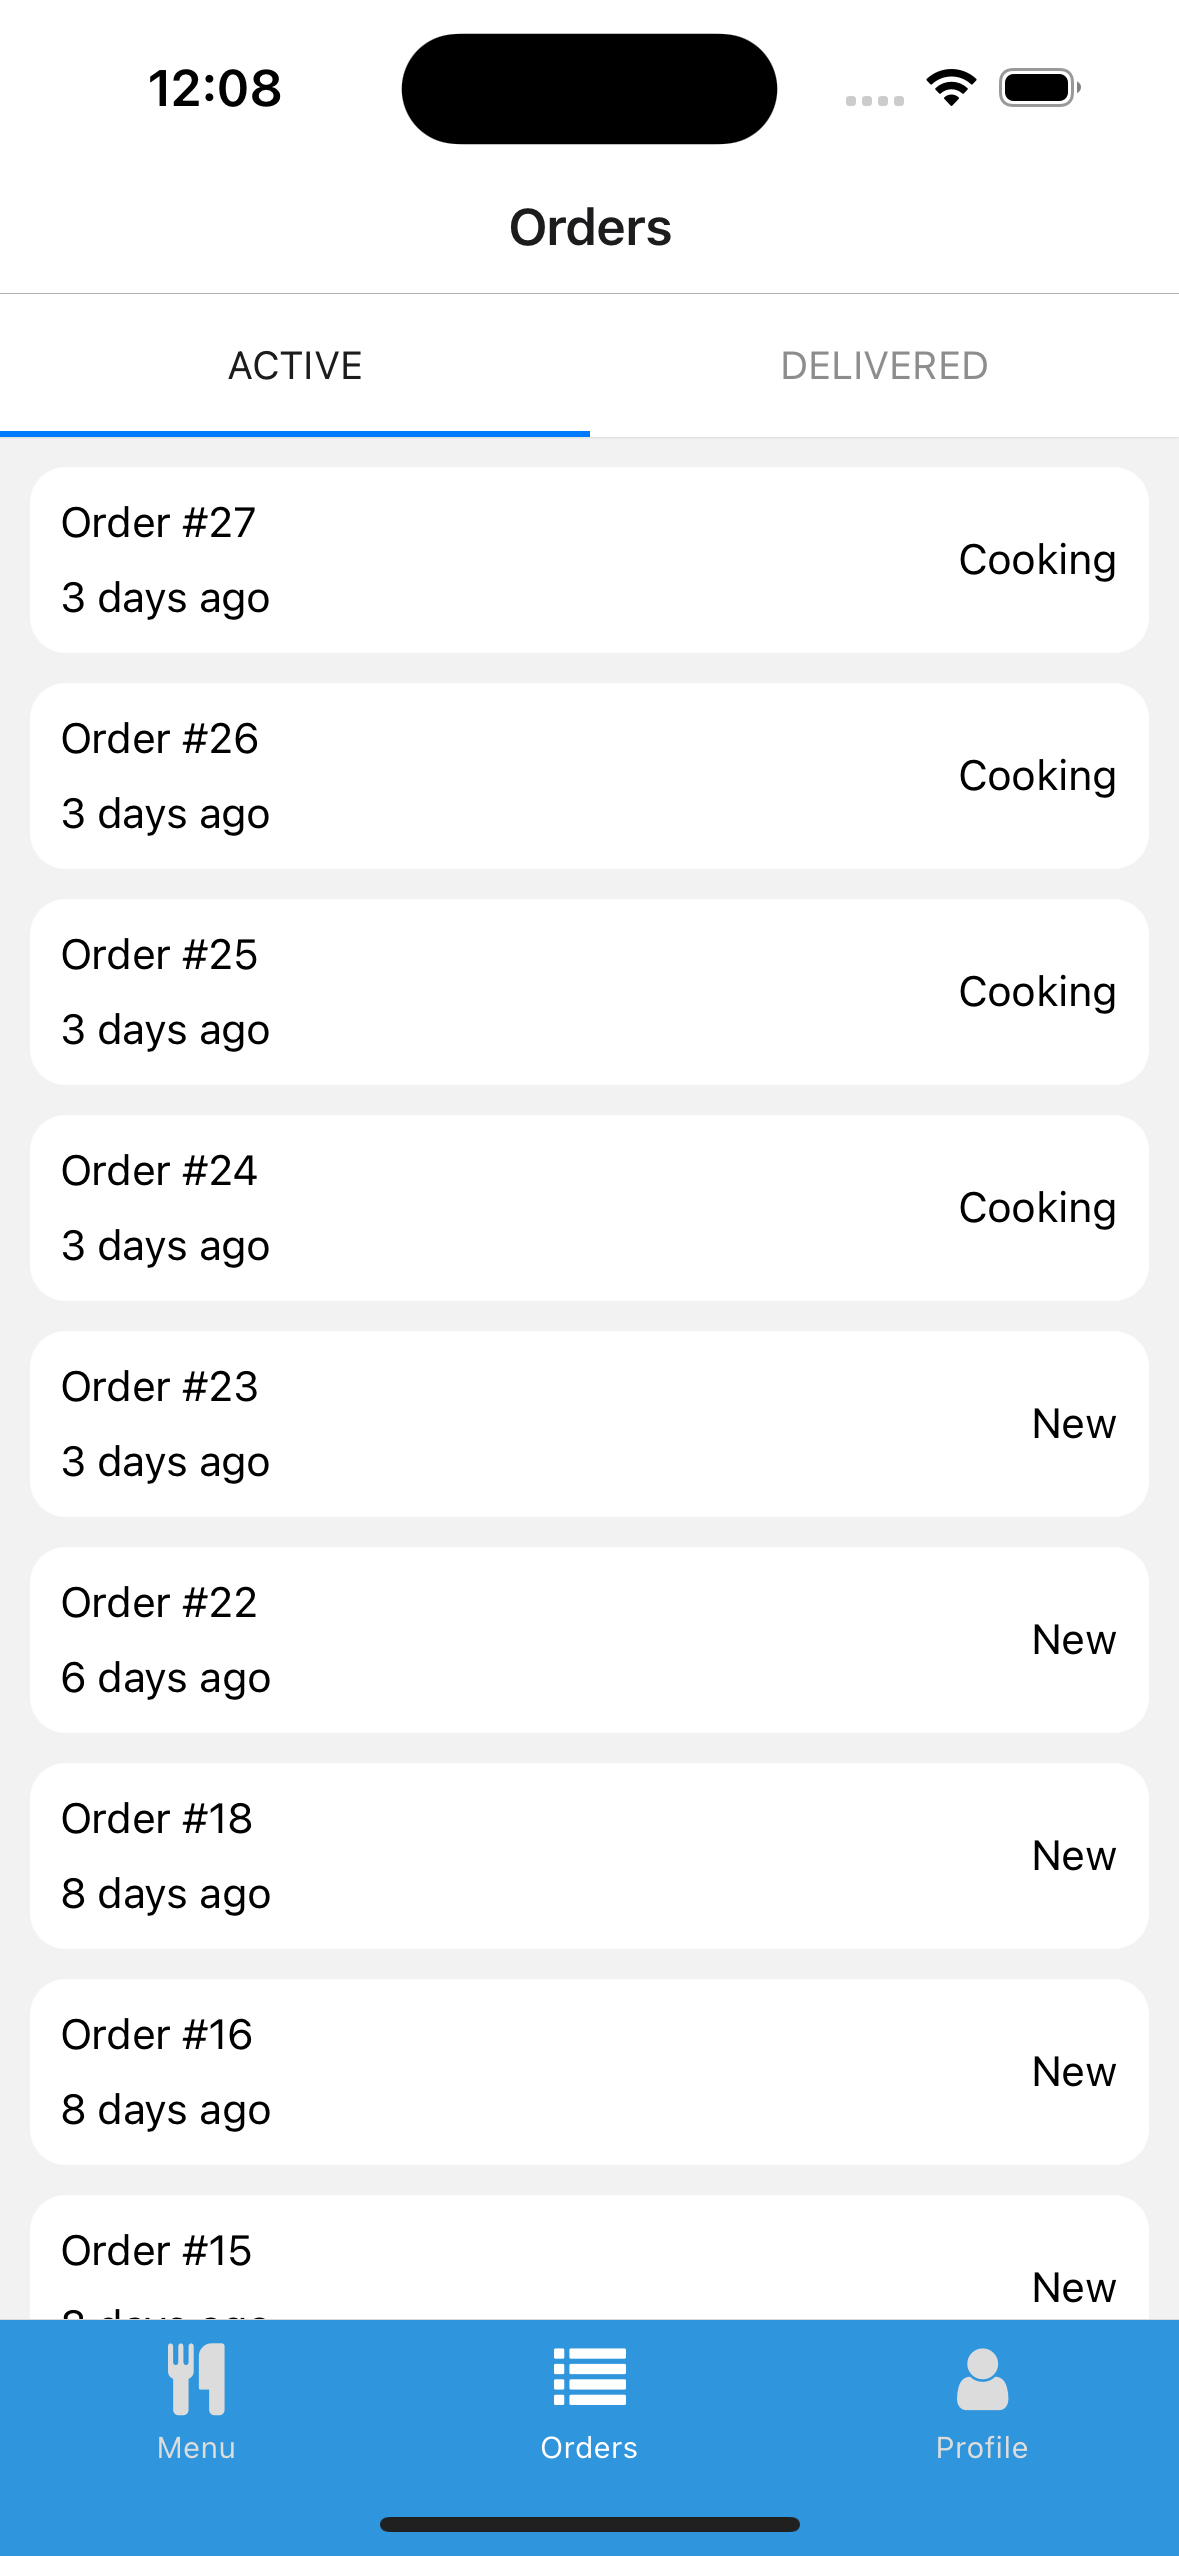 12:08
Orders
ACTIVE
DELIVERED
Order #27
3 days ago
Cooking
Order #26
3 days ago
Cooking
Order #25
3 days ago
Cooking
Order #24
3 days ago
Cooking
Order #23
3 days ago
New
Order #22
6 days ago
New
Order #18
8 days ago
New
Order #16
8 days ago
New
Order #15
New
Menu
Orders
Profile